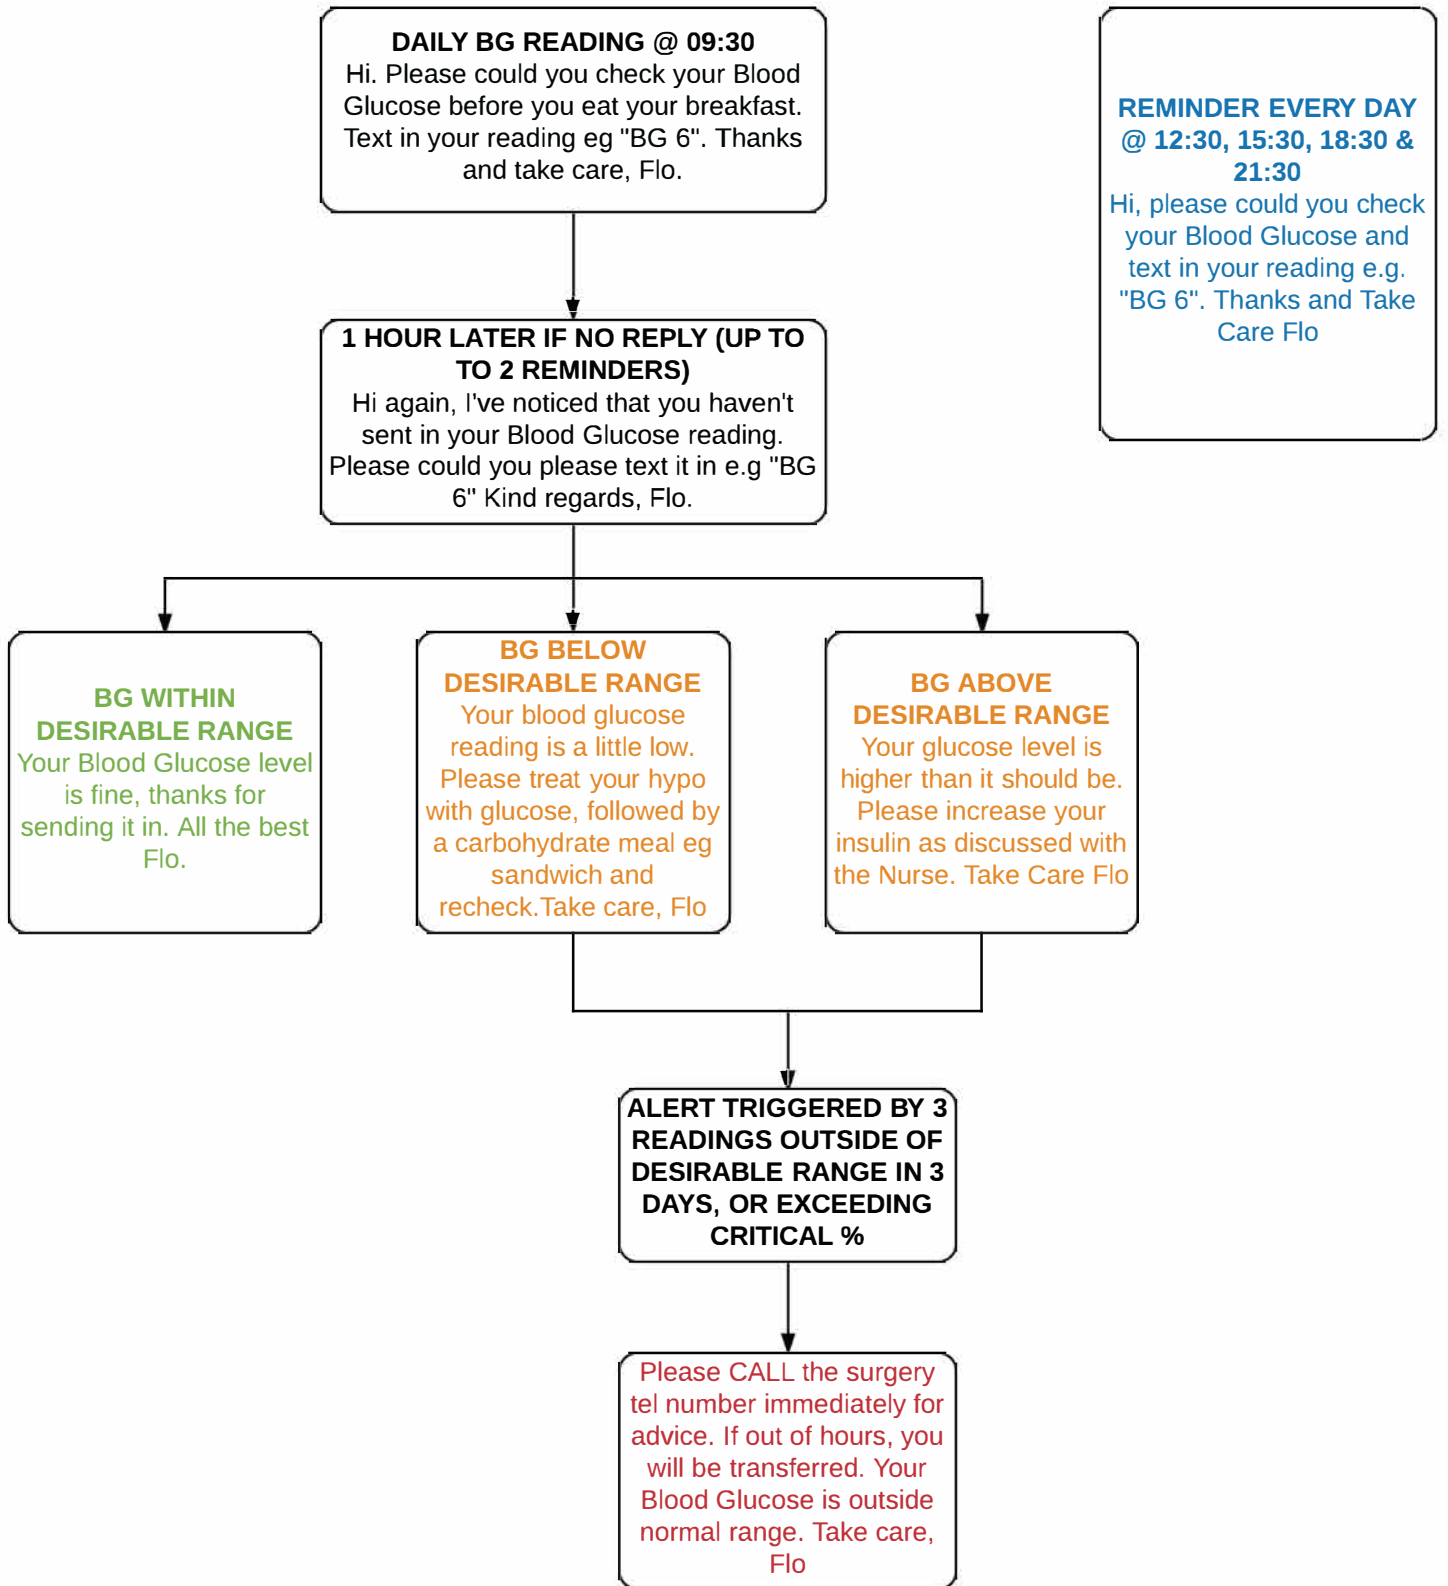 DAILY BG READING @ 09:30
Hi. Please could you check your Blood
Glucose before you eat your breakfast.
Text in your reading eg "BG 6". Thanks
and take care, Flo.
REMINDER EVERY DAY
@ 12:30, 15:30, 18:30 &
21:30
Hi, please could you check
your Blood Glucose and
text in your reading e.g.
"BG 6". Thanks and Take
Care Flo
1 HOUR LATER IF NO REPLY (UP TO
TO 2 REMINDERS)
Hi again, I've noticed that you haven't
sent in your Blood Glucose reading.
Please could you please text it in e.g "BG
6" Kind regards, Flo.
BG WITHIN
DESIRABLE RANGE
Your Blood Glucose level
is fine, thanks for
sending it in. All the best
Flo.
BG BELOW
DESIRABLE RANGE
Your blood glucose
reading is a little low.
Please treat your hypo
with glucose, followed by
a carbohydrate meal eg
sandwich and
recheck.Take care, Flo
BG ABOVE
DESIRABLE RANGE
Your glucose level is
higher than it should be.
Please increase your
insulin as discussed with
the Nurse. Take Care Flo
ALERT TRIGGERED BY 3
READINGS OUTSIDE OF
DESIRABLE RANGE IN 3
DAYS, OR EXCEEDING
CRITICAL %
Please CALL the surgery
tel number immediately for
advice. If out of hours, you
will be transferred. Your
Blood Glucose is outside
normal range. Take care,
Flo